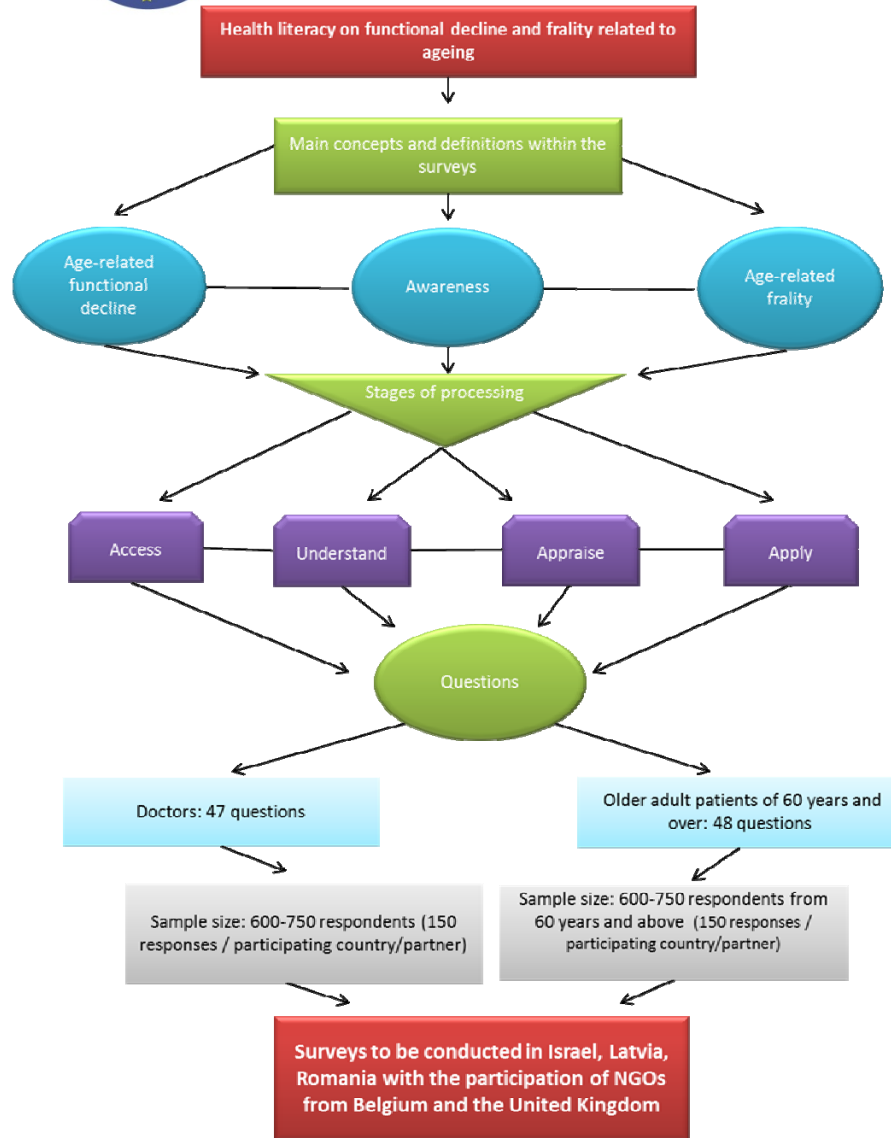 Health literacy on functional decline and frality related to
ageing
Main concepts and definitions within the
surveys
Age-related
functional
decline
Awareness
Age-related
frality
Stages of processing
Access
Understand
Appraise
Apply
Questions
Doctors: 47 questions
Older adult patients of 60 years and
over: 48 questions
Sample size: 600-750 respondents (150
responses / participating country/partner)
Sample size: 600-750 respondents from
60 years and above  (150 responses /
participating country/partner)
Surveys to be conducted in Israel, Latvia,
Romania with the participation of NGOs
from Belgium and the United Kingdom